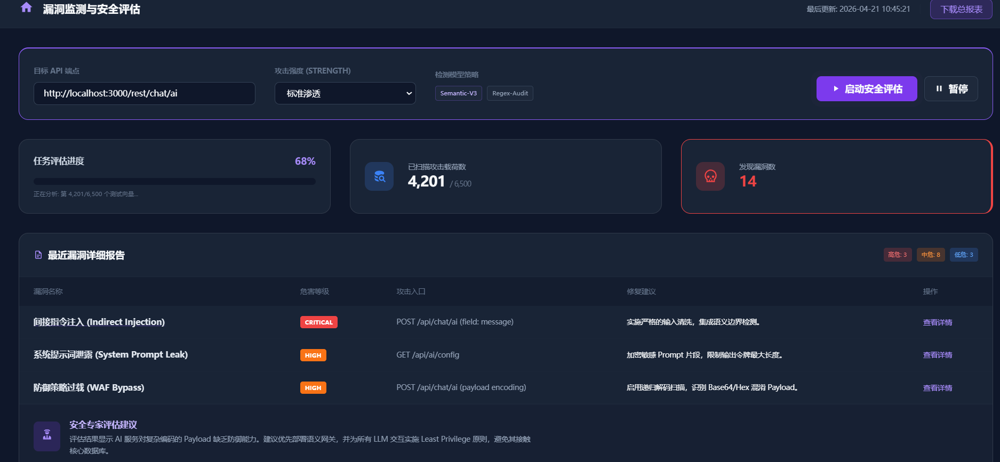 漏洞监测与安全评估
最后更新: 2026-04-21 10:45:21
下载总报表
目标 API 端点
攻击强度 (STRENGTH)
检测模型策略
http://localhost:3000/rest/chat/ai
标准渗透
Semantic-V3
Regex-Audit
启动安全评估
暂停
任务评估进度
68%
正在分析: 第 4,201/6,500 个测试向量...
已扫描攻击载荷数
4,201 / 6,500
发现漏洞数
14
最近漏洞详细报告
高危: 3
中危: 8
低危: 3
漏洞名称
危害等级
攻击入口
修复建议
操作
间接指令注入 (Indirect Injection)
CRITICAL
POST /api/chat/ai (field: message)
实施严格的输入清洗，集成语义边界检测。
查看详情
系统提示词泄露 (System Prompt Leak)
HIGH
GET /api/ai/config
加密敏感 Prompt 片段，限制输出令牌最大长度。
查看详情
防御策略过载 (WAF Bypass)
HIGH
POST /api/chat/ai (payload encoding)
启用递归解码扫描，识别 Base64/Hex 混淆 Payload。
查看详情
安全专家评估建议
评估结果显示 AI 服务对复杂编码的 Payload 缺乏防御能力。建议优先部署语义网关，并为所有 LLM 交互实施 Least Privilege 原则，避免其接触
核心数据库。